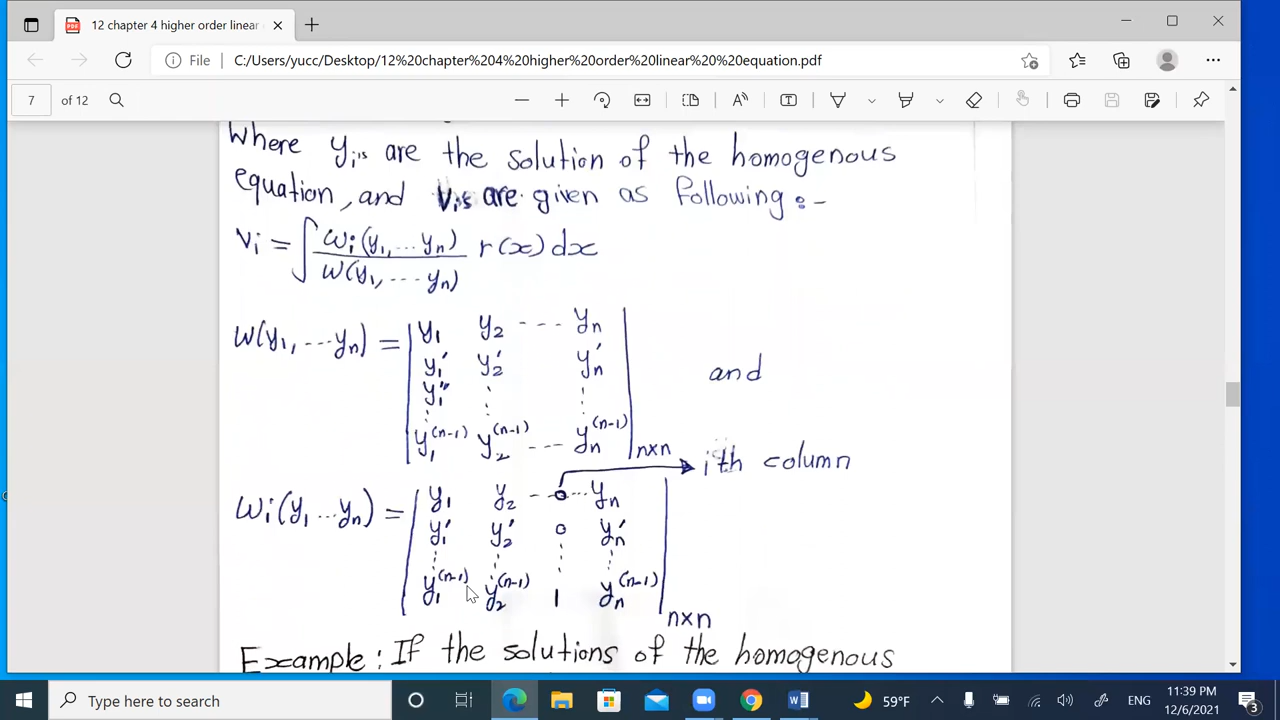 12 chapter 4 higher order linear
File C:/Users/yucc/Desktop/12%20chapter%204%20higher%20order%20linear%20%20equation.pdf
7 of 12
Where yi,s are the solution of the homogenous
equation, and vi,s are given as following :-
vi = ∫ wi(y1, ... yn) / w(y1, --- yn) r(x) dx
w(y1, ... yn) = | y1 y2 --- yn |
y1' y2' yn' and
y1'' : :
y1^(n-1) y2^(n-1) --- yn^(n-1) | n×n
ith column
wi(y1 ... yn) = | y1 y2 -- 0 ... yn |
y1' y2' 0 yn'
y1^(n-1) y2^(n-1) 1 yn^(n-1) | n×n
Example : If the solutions of the homogenous
Type here to search
59°F ENG 11:39 PM
12/6/2021
3